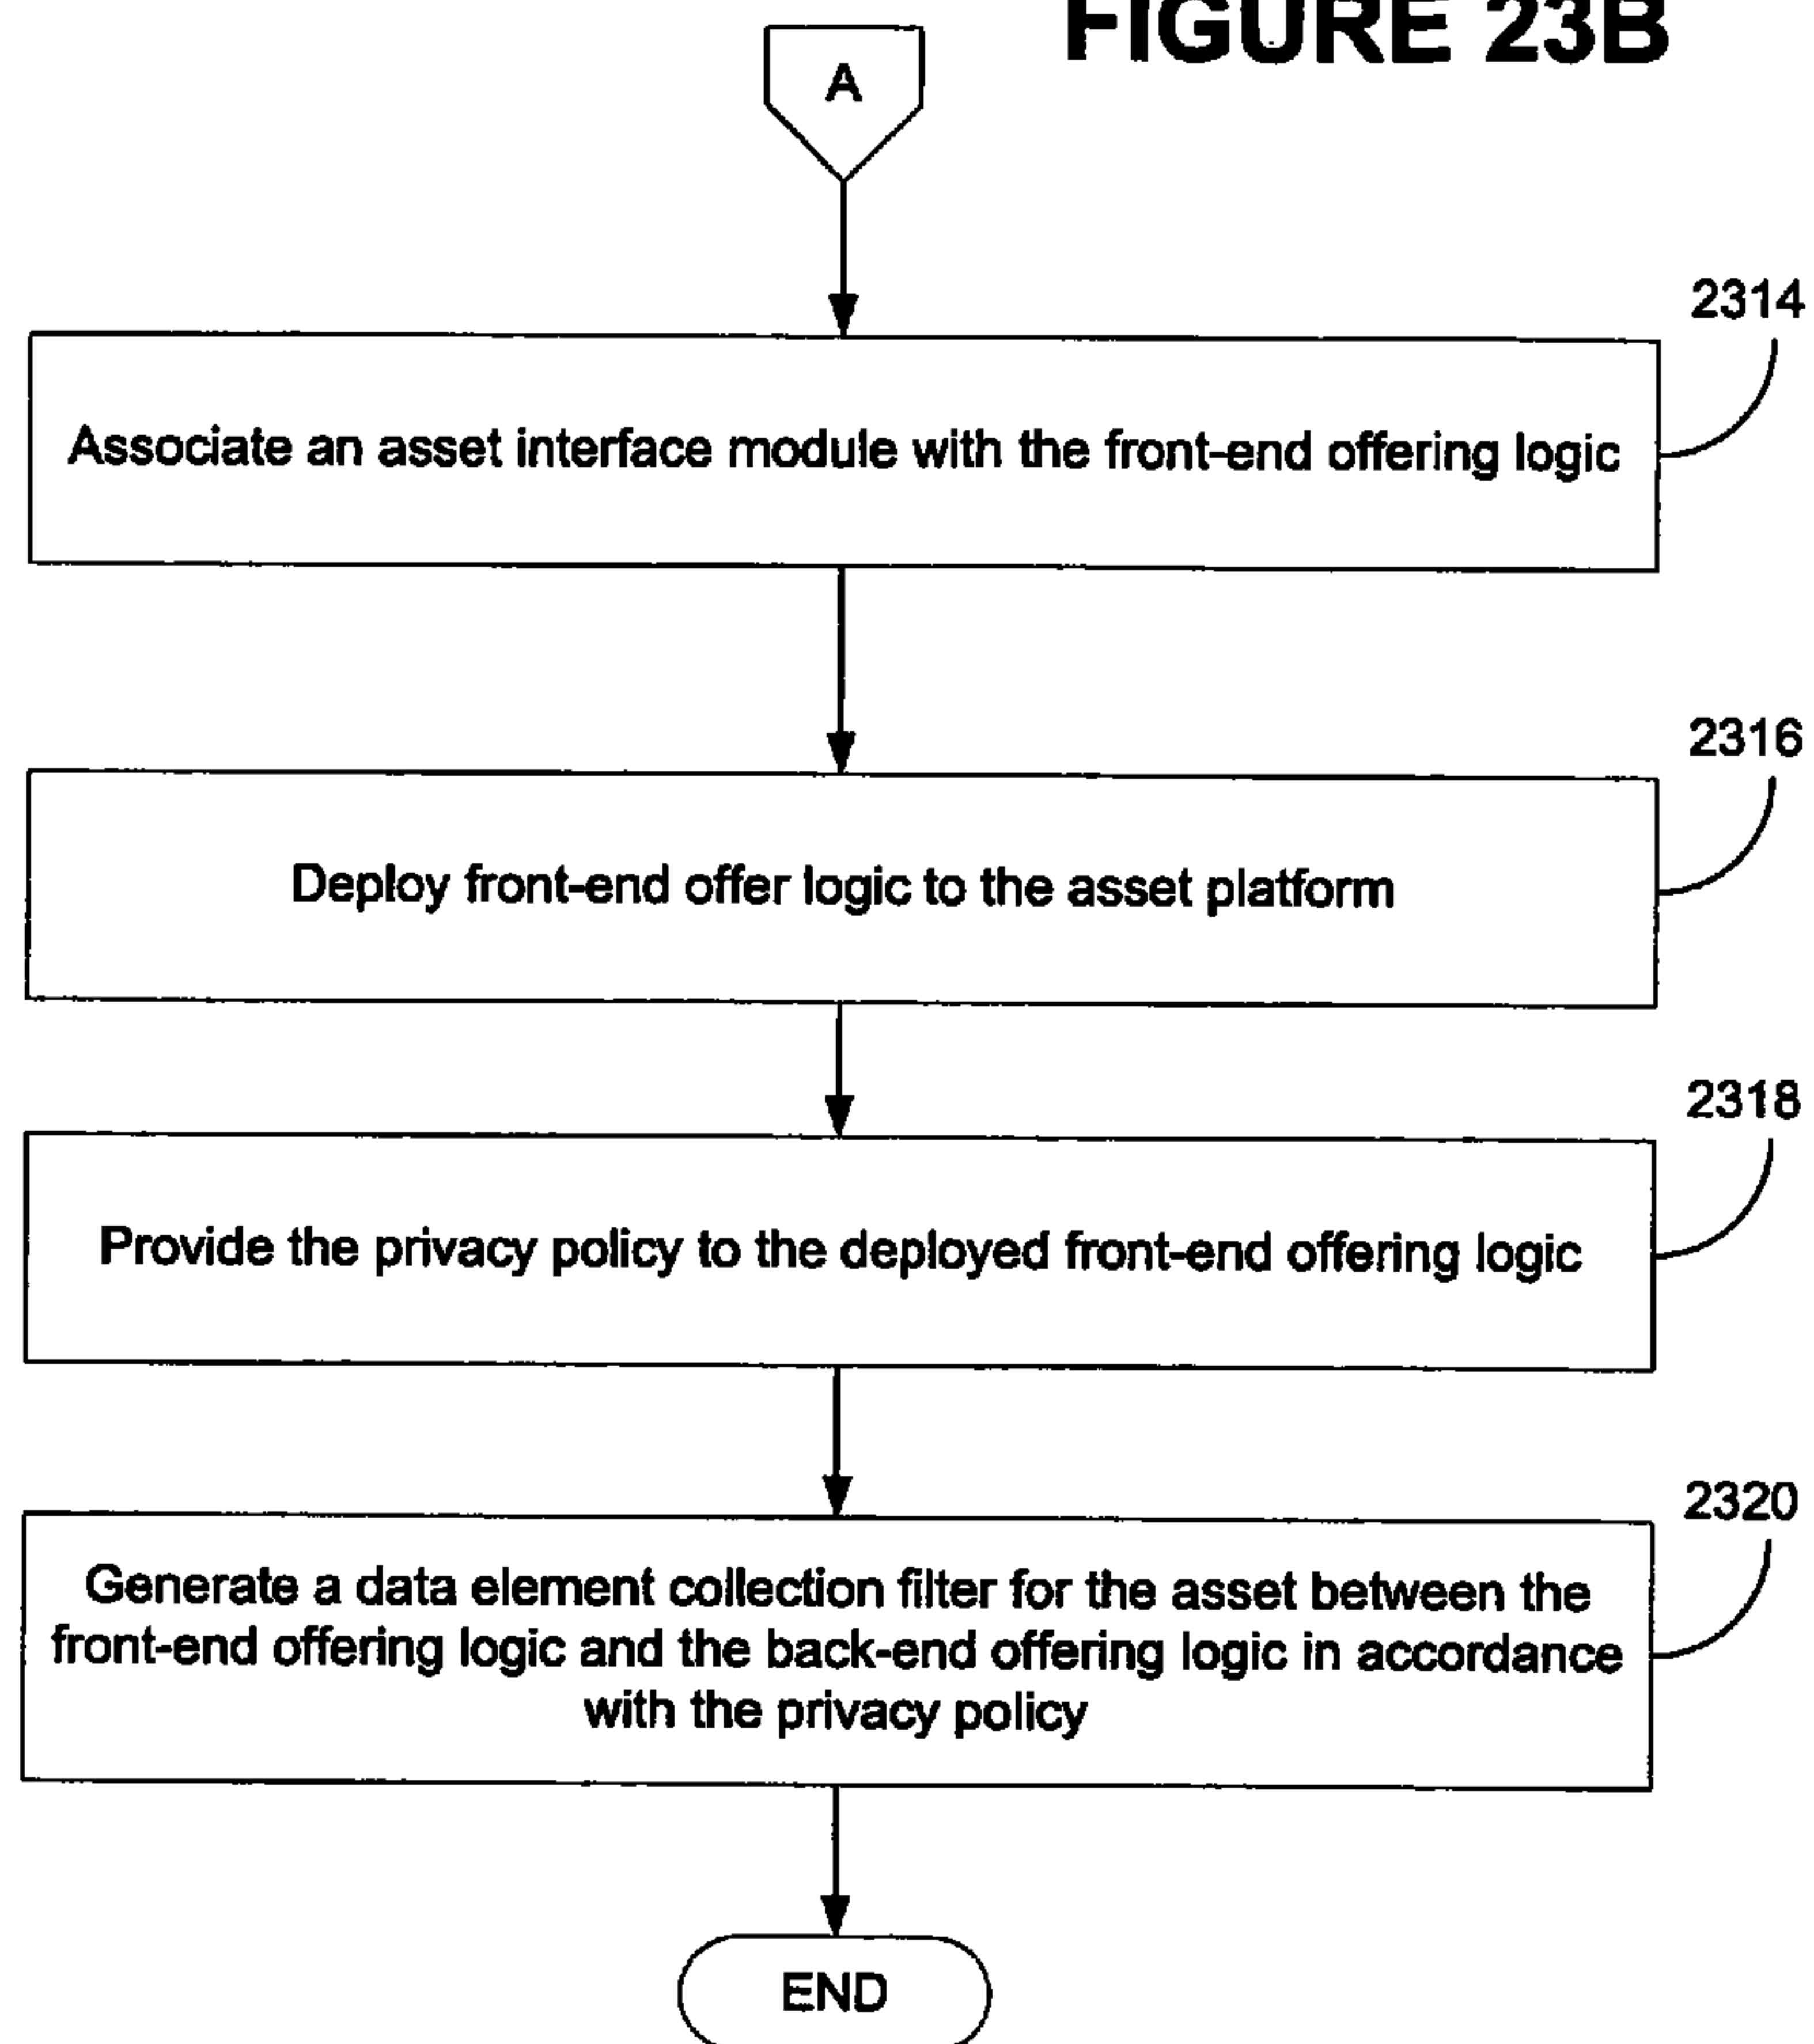 FIGURE 23B
A
2314
Associate an asset interface module with the front-end offering logic
2316
Deploy front-end offer logic to the asset platform
2318
Provide the privacy policy to the deployed front-end offering logic
2320
Generate a data element collection filter for the asset between the
front-end offering logic and the back-end offering logic in accordance
with the privacy policy
END